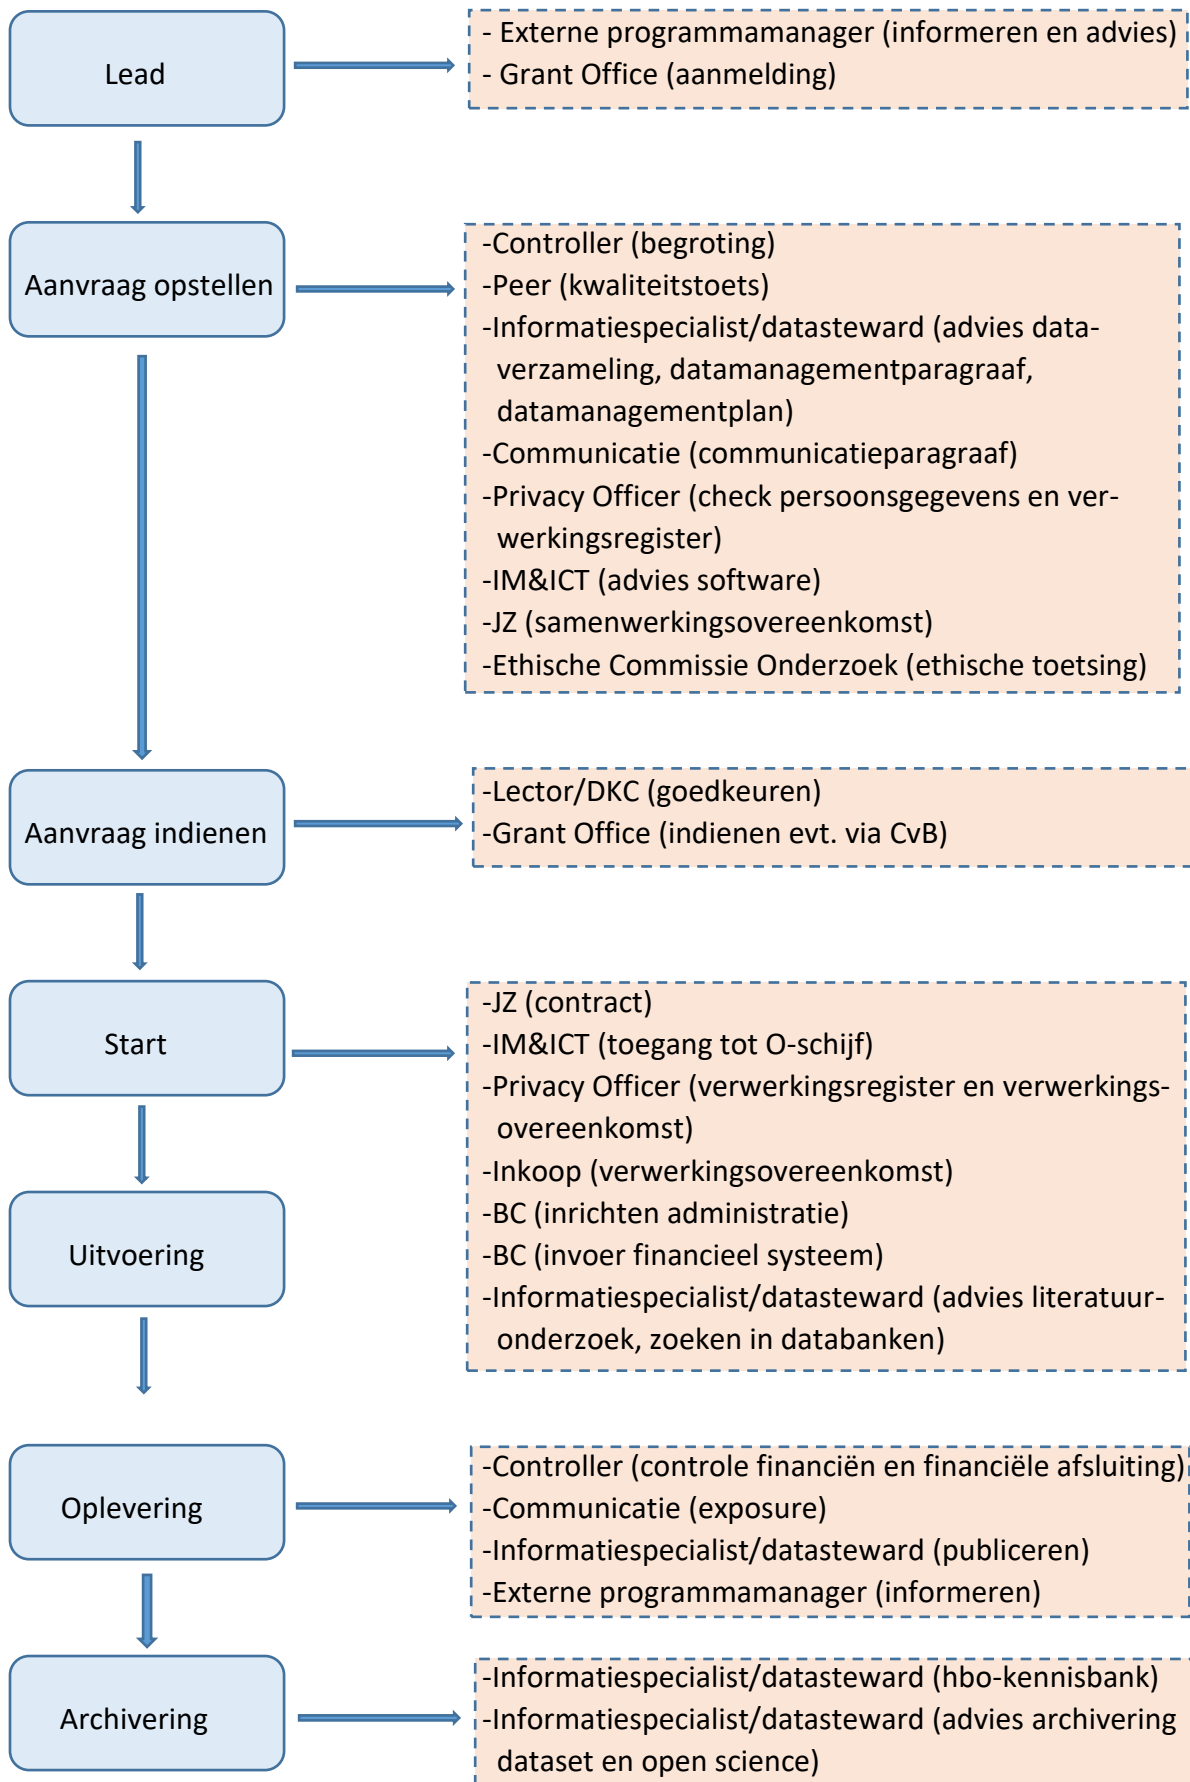 Lead
- Externe programmamanager (informeren en advies)
- Grant Office (aanmelding)
Aanvraag opstellen
-Controller (begroting)
-Peer (kwaliteitstoets)
-Informatiespecialist/datasteward (advies data-
verzameling, datamanagementparagraaf,
datamanagementplan)
-Communicatie (communicatieparagraaf)
-Privacy Officer (check persoonsgegevens en ver-
werkingsregister)
-IM&ICT (advies software)
-JZ (samenwerkingsovereenkomst)
-Ethische Commissie Onderzoek (ethische toetsing)
Aanvraag indienen
-Lector/DKC (goedkeuren)
-Grant Office (indienen evt. via CvB)
Start
-JZ (contract)
-IM&ICT (toegang tot O-schijf)
-Privacy Officer (verwerkingsregister en verwerkings-
overeenkomst)
-Inkoop (verwerkingsovereenkomst)
-BC (inrichten administratie)
-BC (invoer financieel systeem)
-Informatiespecialist/datasteward (advies literatuur-
onderzoek, zoeken in databanken)
Uitvoering
Oplevering
-Controller (controle financiën en financiële afsluiting)
-Communicatie (exposure)
-Informatiespecialist/datasteward (publiceren)
-Externe programmamanager (informeren)
Archivering
-Informatiespecialist/datasteward (hbo-kennisbank)
-Informatiespecialist/datasteward (advies archivering
dataset en open science)